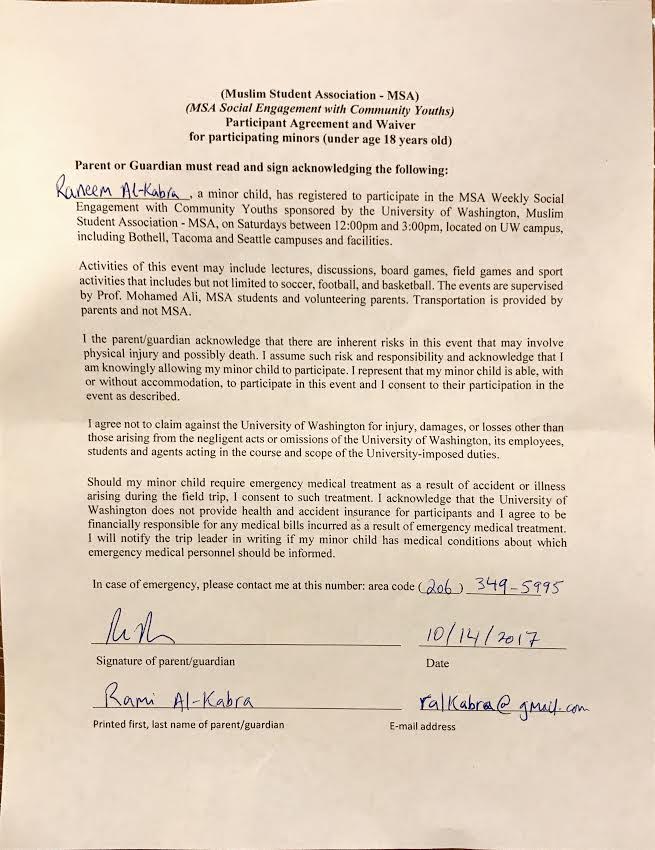 (Muslim Student Association - MSA)
(MSA Social Engagement with Community Youths)
Participant Agreement and Waiver
for participating minors (under age 18 years old)
Parent or Guardian must read and sign acknowledging the following:
Raneem Al-Kabra, a minor child, has registered to participate in the MSA Weekly Social
Engagement with Community Youths sponsored by the University of Washington, Muslim
Student Association - MSA, on Saturdays between 12:00pm and 3:00pm, located on UW campus,
including Bothell, Tacoma and Seattle campuses and facilities.
Activities of this event may include lectures, discussions, board games, field games and sport
activities that includes but not limited to soccer, football, and basketball. The events are supervised
by Prof. Mohamed Ali, MSA students and volunteering parents. Transportation is provided by
parents and not MSA.
I the parent/guardian acknowledge that there are inherent risks in this event that may involve
physical injury and possibly death. I assume such risk and responsibility and acknowledge that I
am knowingly allowing my minor child to participate. I represent that my minor child is able, with
or without accommodation, to participate in this event and I consent to their participation in the
event as described.
I agree not to claim against the University of Washington for injury, damages, or losses other than
those arising from the negligent acts or omissions of the University of Washington, its employees,
students and agents acting in the course and scope of the University-imposed duties.
Should my minor child require emergency medical treatment as a result of accident or illness
arising during the field trip, I consent to such treatment. I acknowledge that the University of
Washington does not provide health and accident insurance for participants and I agree to be
financially responsible for any medical bills incurred as a result of emergency medical treatment.
I will notify the trip leader in writing if my minor child has medical conditions about which
emergency medical personnel should be informed.
In case of emergency, please contact me at this number: area code (206) 349-5995
10/14/2017
Signature of parent/guardian Date
Rami Al-Kabra ralkabra@gmail.com
Printed first, last name of parent/guardian E-mail address